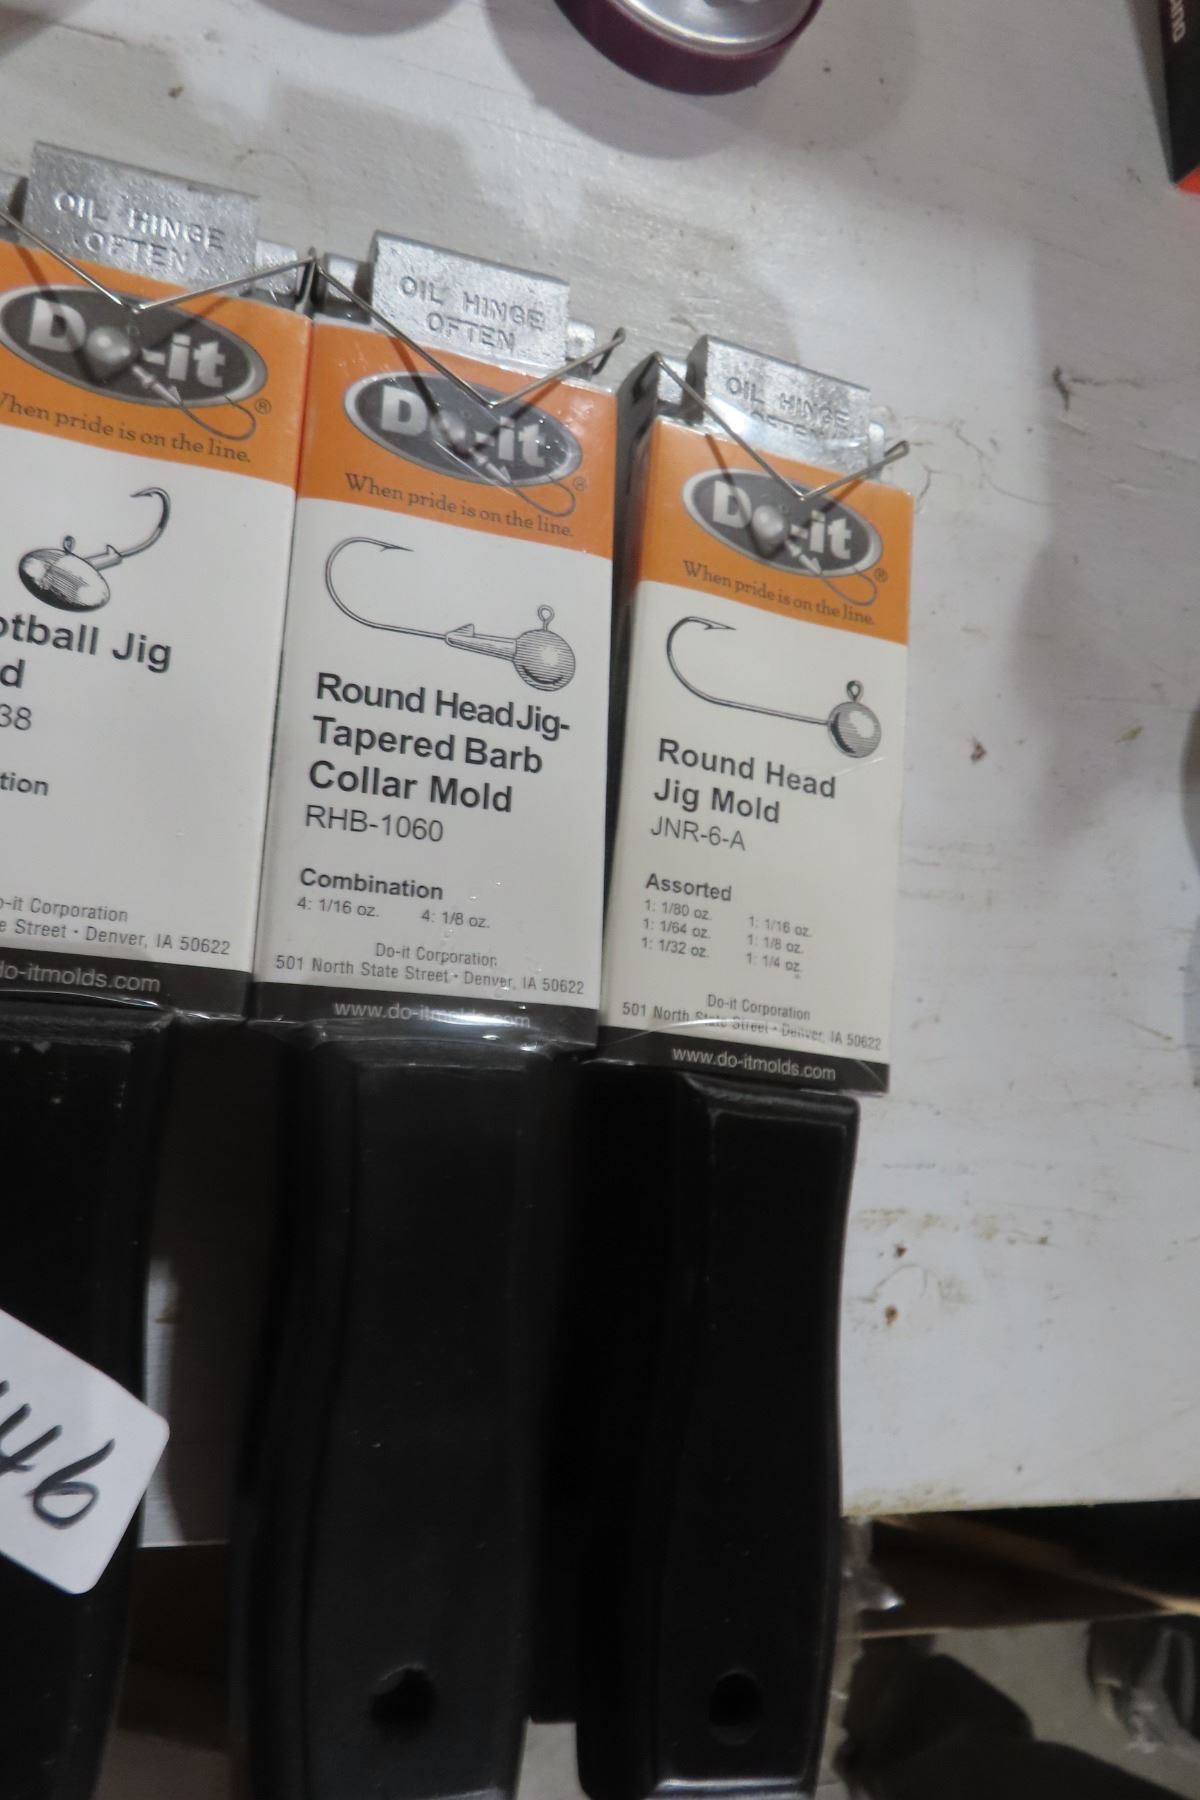 OIL HINGE
OFTEN
Do-it
®
When pride is on the line.
Jig
38
Corporation
Street • Denver, IA 50622
do-itmolds.com
46
OIL HINGE
OFTEN
Do-it
®
When pride is on the line.
Round Head Jig-
Tapered Barb
Collar Mold
RHB-1060
Combination
4: 1/16 oz. 4: 1/8 oz.
Do-it Corporation
501 North State Street • Denver, IA 50622
www.do-itmolds.com
OIL HINGE
OFTEN
Do-it
®
When pride is on the line.
Round Head
Jig Mold
JNR-6-A
Assorted
1: 1/80 oz. 1: 1/16 oz.
1: 1/64 oz. 1: 1/8 oz.
1: 1/32 oz. 1: 1/4 oz.
Do-it Corporation
501 North State Street • Denver, IA 50622
www.do-itmolds.com